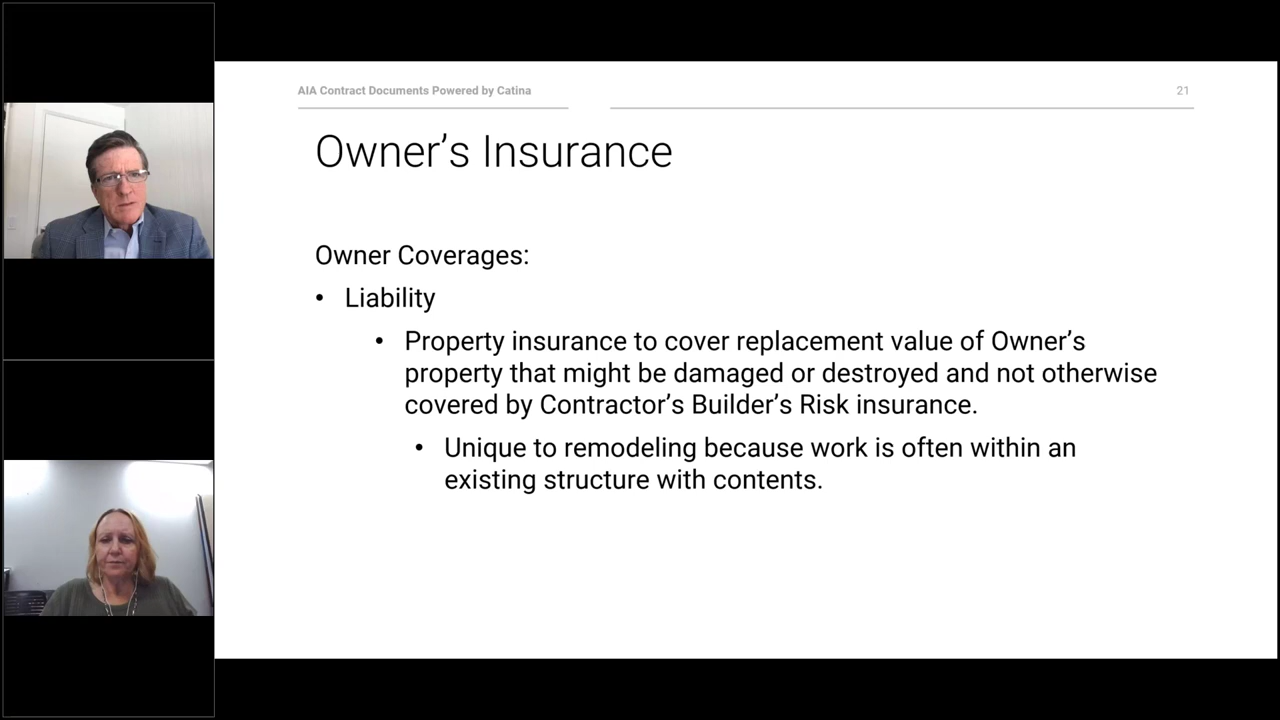 AIA Contract Documents Powered by Catina
21
Owner’s Insurance
Owner Coverages:
• Liability
• Property insurance to cover replacement value of Owner’s
property that might be damaged or destroyed and not otherwise
covered by Contractor’s Builder’s Risk insurance.
• Unique to remodeling because work is often within an
existing structure with contents.